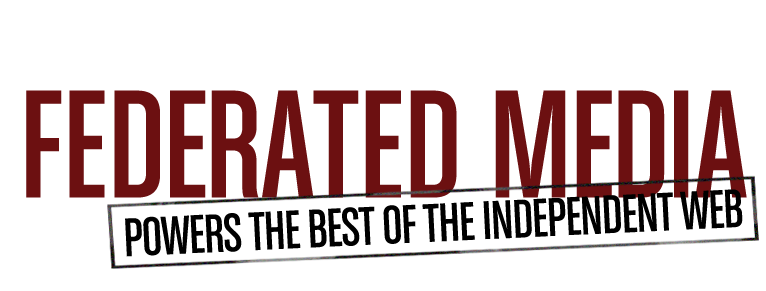 FEDERATED MEDIA
POWERS THE BEST OF THE INDEPENDENT WEB